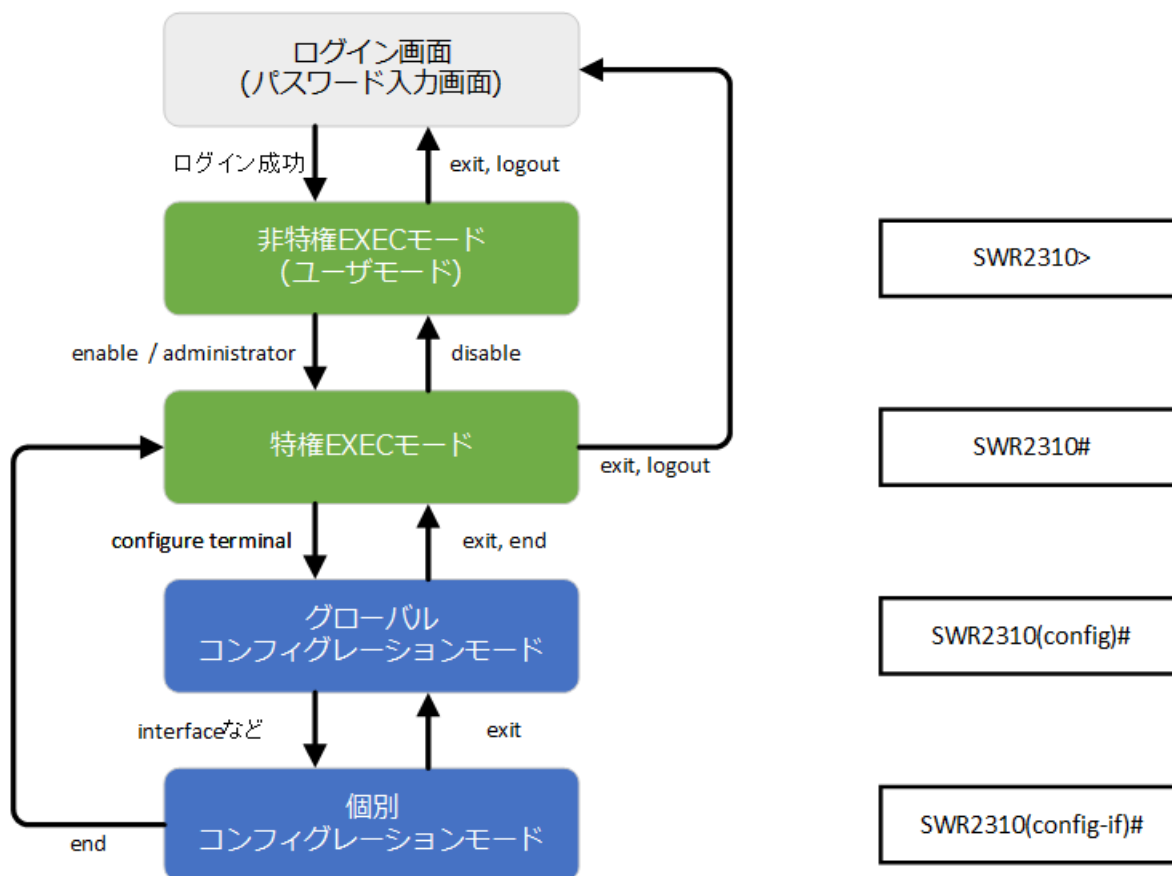 ログイン画面
(パスワード入力画面)
ログイン成功
exit, logout
非特権EXECモード
(ユーザモード)
SWR2310>
enable / administrator
disable
特権EXECモード
SWR2310#
exit, logout
configure terminal
exit, end
グローバル
コンフィグレーションモード
SWR2310(config)#
interfaceなど
exit
個別
コンフィグレーションモード
SWR2310(config-if)#
end